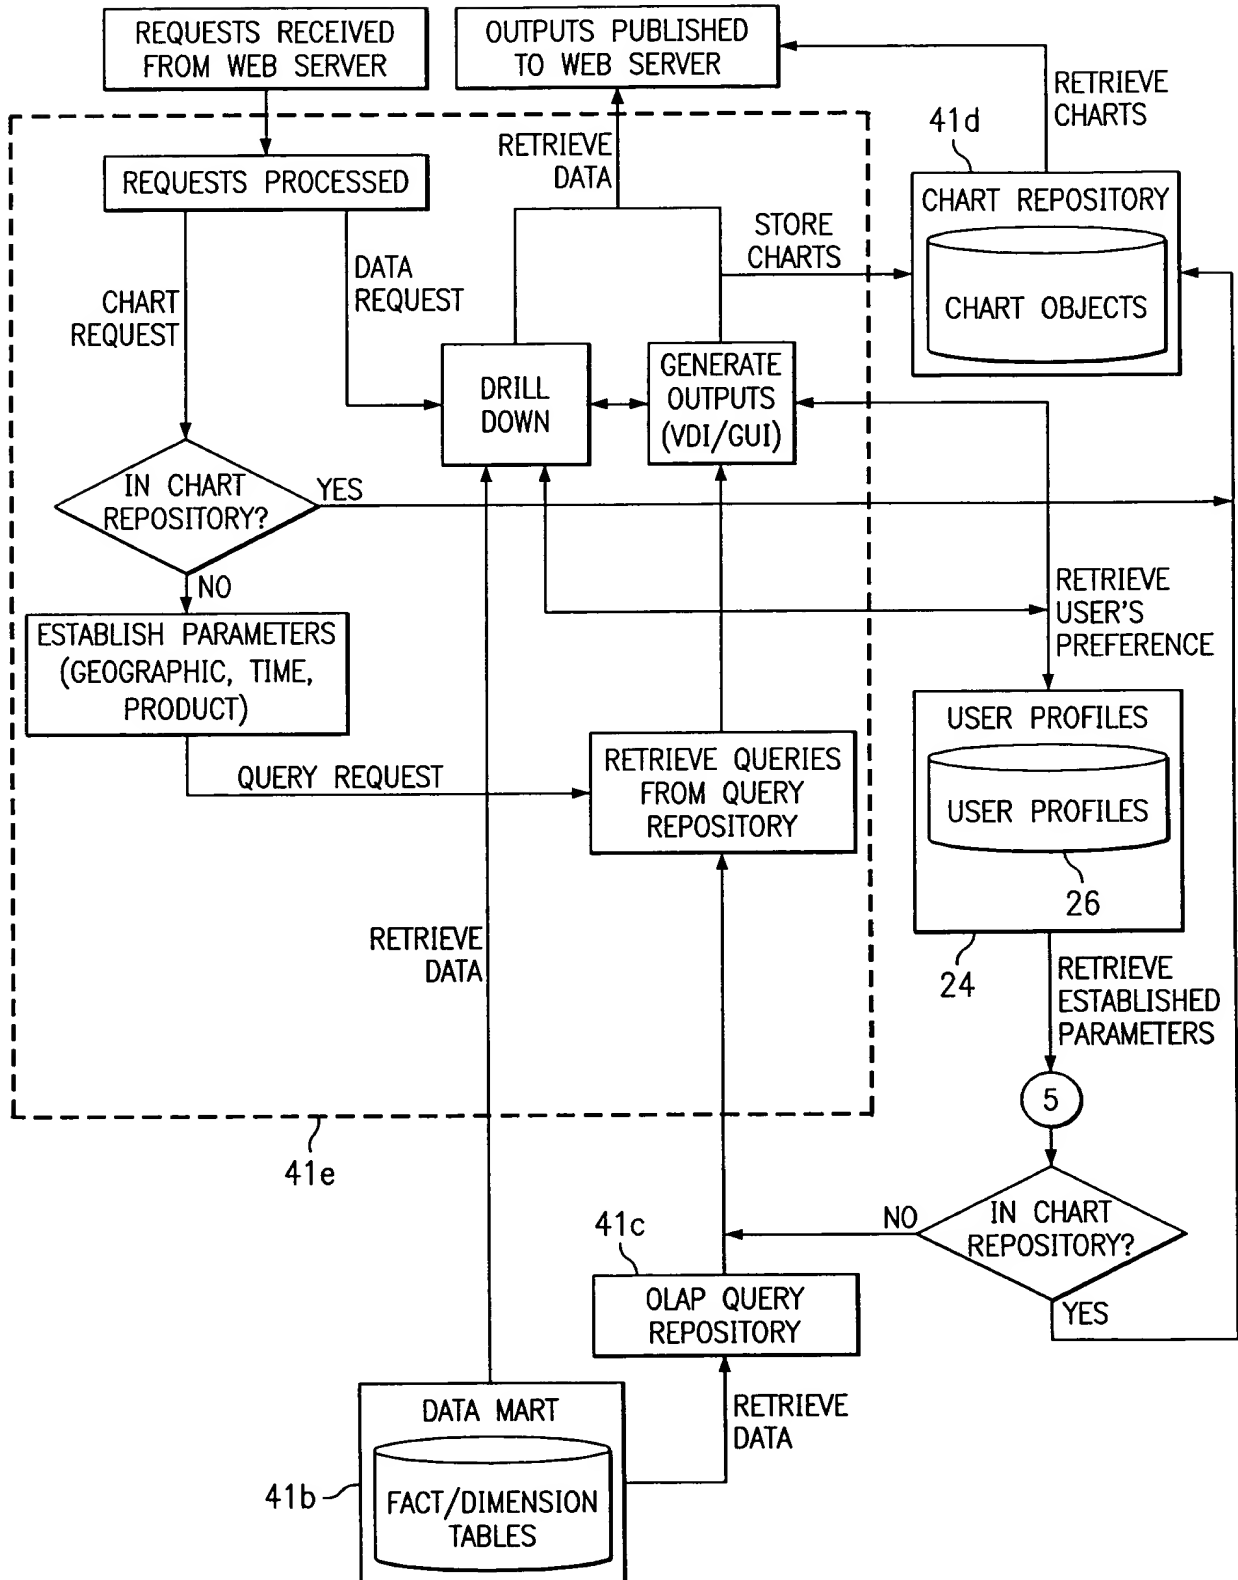 REQUESTS RECEIVED
FROM WEB SERVER
OUTPUTS PUBLISHED
TO WEB SERVER
RETRIEVE
CHARTS
41d
RETRIEVE
DATA
REQUESTS PROCESSED
CHART REPOSITORY
CHART OBJECTS
STORE
CHARTS
DATA
REQUEST
CHART
REQUEST
DRILL
DOWN
GENERATE
OUTPUTS
(VDI/GUI)
IN CHART
REPOSITORY?
YES
NO
RETRIEVE
USER'S
PREFERENCE
ESTABLISH PARAMETERS
(GEOGRAPHIC, TIME,
PRODUCT)
QUERY REQUEST
RETRIEVE QUERIES
FROM QUERY
REPOSITORY
USER PROFILES
USER PROFILES
26
24
RETRIEVE
DATA
RETRIEVE
ESTABLISHED
PARAMETERS
5
41e
IN CHART
REPOSITORY?
NO
YES
41c
OLAP QUERY
REPOSITORY
RETRIEVE
DATA
DATA MART
41b
FACT/DIMENSION
TABLES